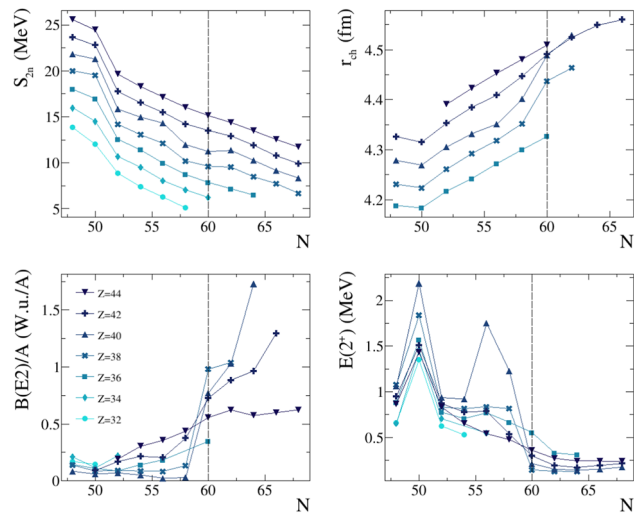 S2n (MeV)
25
20
15
10
5
50 55 60 65
N
rch (fm)
4.5
4.4
4.3
4.2
50 55 60 65
N
B(E2)/A (W.u./A)
1.5
1
0.5
0
Z=44
Z=42
Z=40
Z=38
Z=36
Z=34
Z=32
50 55 60 65
N
E(2+) (MeV)
2
1.5
1
0.5
50 55 60 65
N